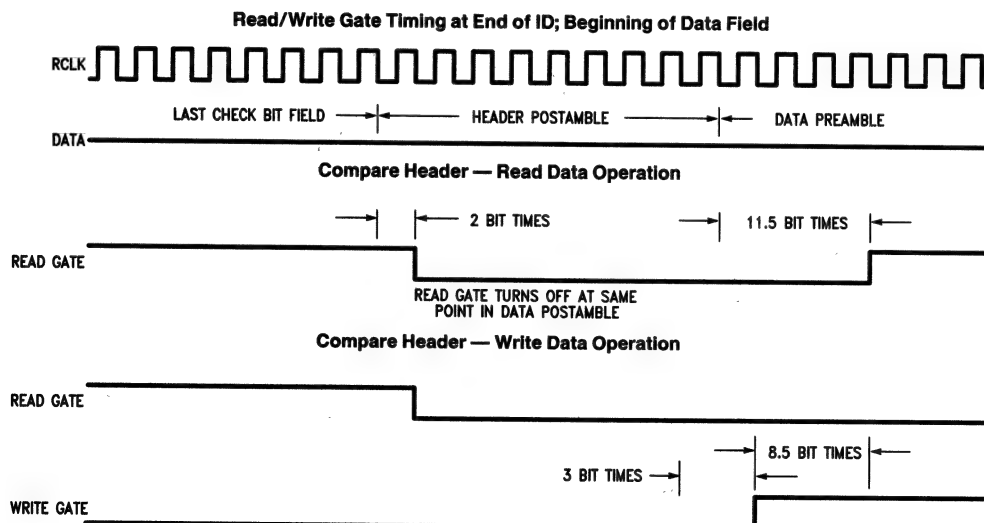 Read/Write Gate Timing at End of ID; Beginning of Data Field
RCLK
LAST CHECK BIT FIELD
HEADER POSTAMBLE
DATA PREAMBLE
DATA
Compare Header — Read Data Operation
2 BIT TIMES
11.5 BIT TIMES
READ GATE
READ GATE TURNS OFF AT SAME
POINT IN DATA POSTAMBLE
Compare Header — Write Data Operation
READ GATE
8.5 BIT TIMES
3 BIT TIMES
WRITE GATE